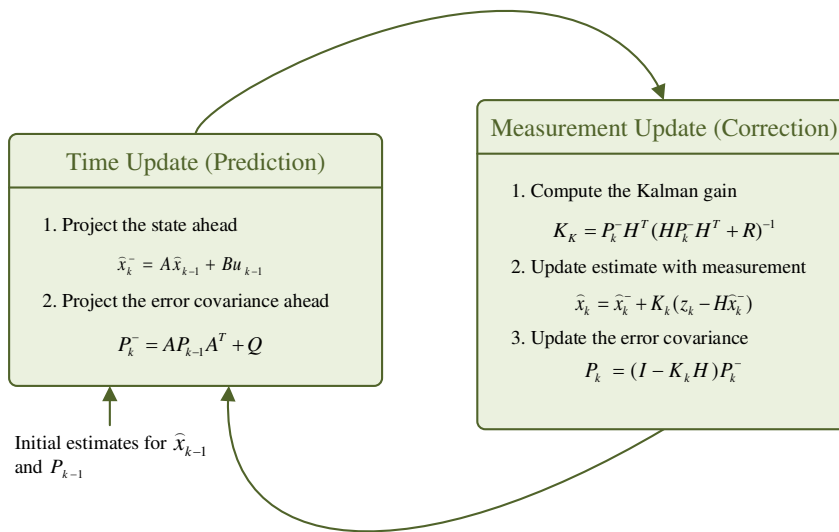 Time Update (Prediction)
1. Project the state ahead
x̂ₖ⁻ = Ax̂ₖ₋₁ + Buₖ₋₁
2. Project the error covariance ahead
Pₖ⁻ = APₖ₋₁Aᵀ + Q
Initial estimates for x̂ₖ₋₁
and Pₖ₋₁
Measurement Update (Correction)
1. Compute the Kalman gain
K_K = Pₖ⁻Hᵀ(HPₖ⁻Hᵀ + R)⁻¹
2. Update estimate with measurement
x̂ₖ = x̂ₖ⁻ + Kₖ(zₖ − Hx̂ₖ⁻)
3. Update the error covariance
Pₖ = (I − KₖH)Pₖ⁻